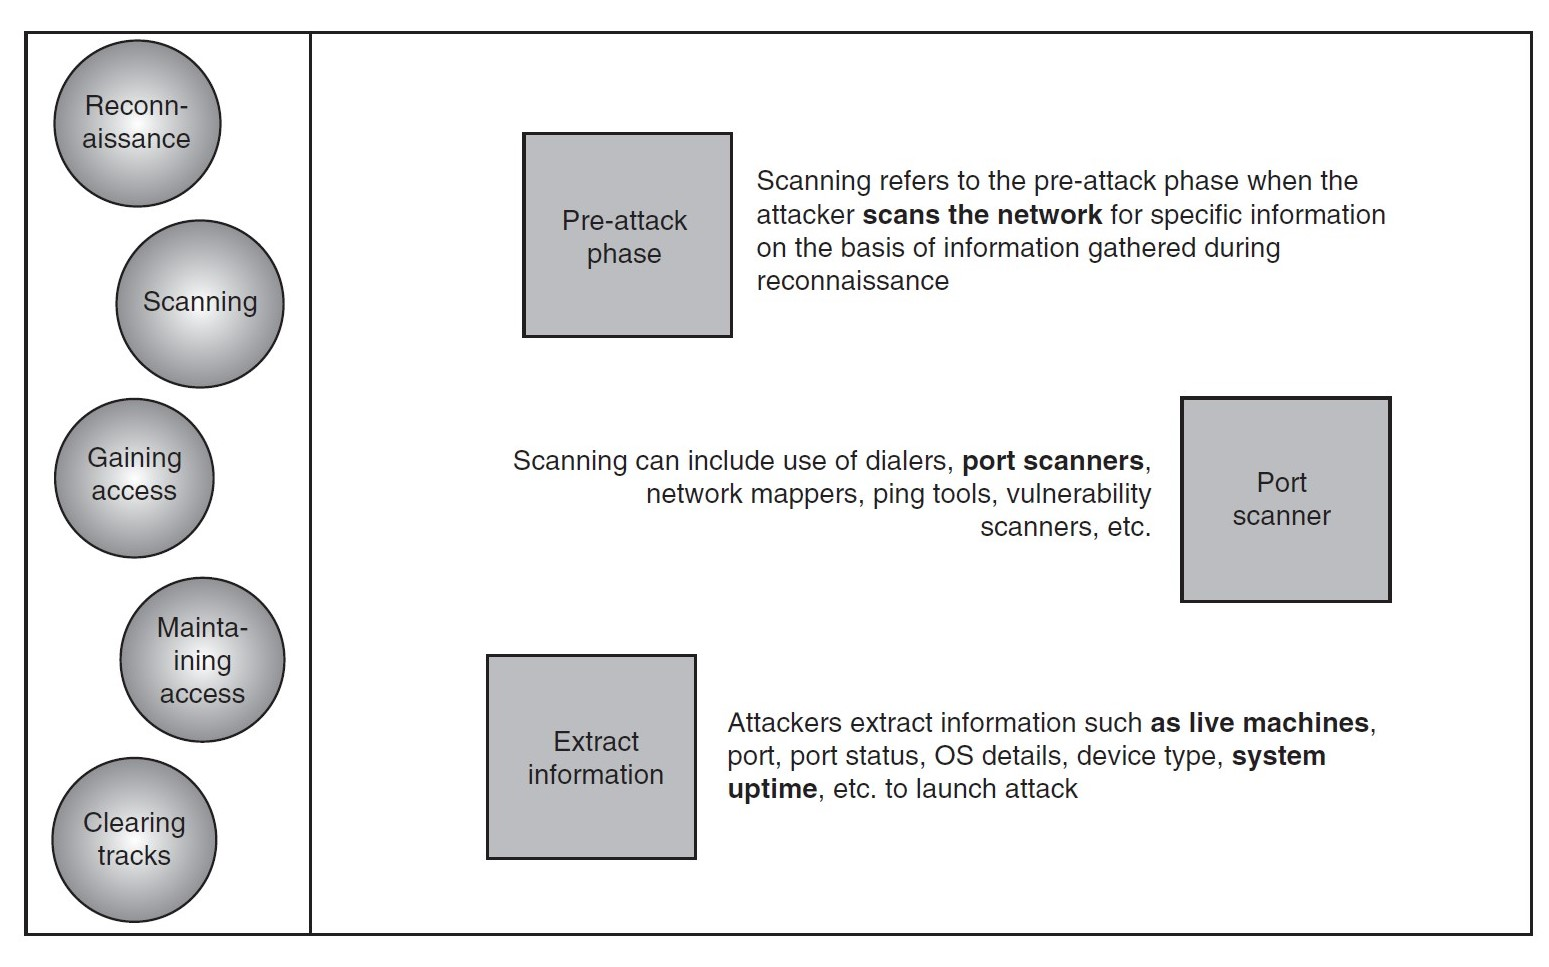 Reconn-
aissance
Scanning
Gaining
access
Mainta-
ining
access
Clearing
tracks
Pre-attack
phase
Scanning refers to the pre-attack phase when the
attacker scans the network for specific information
on the basis of information gathered during
reconnaissance
Scanning can include use of dialers, port scanners,
network mappers, ping tools, vulnerability
scanners, etc.
Port
scanner
Extract
information
Attackers extract information such as live machines,
port, port status, OS details, device type, system
uptime, etc. to launch attack